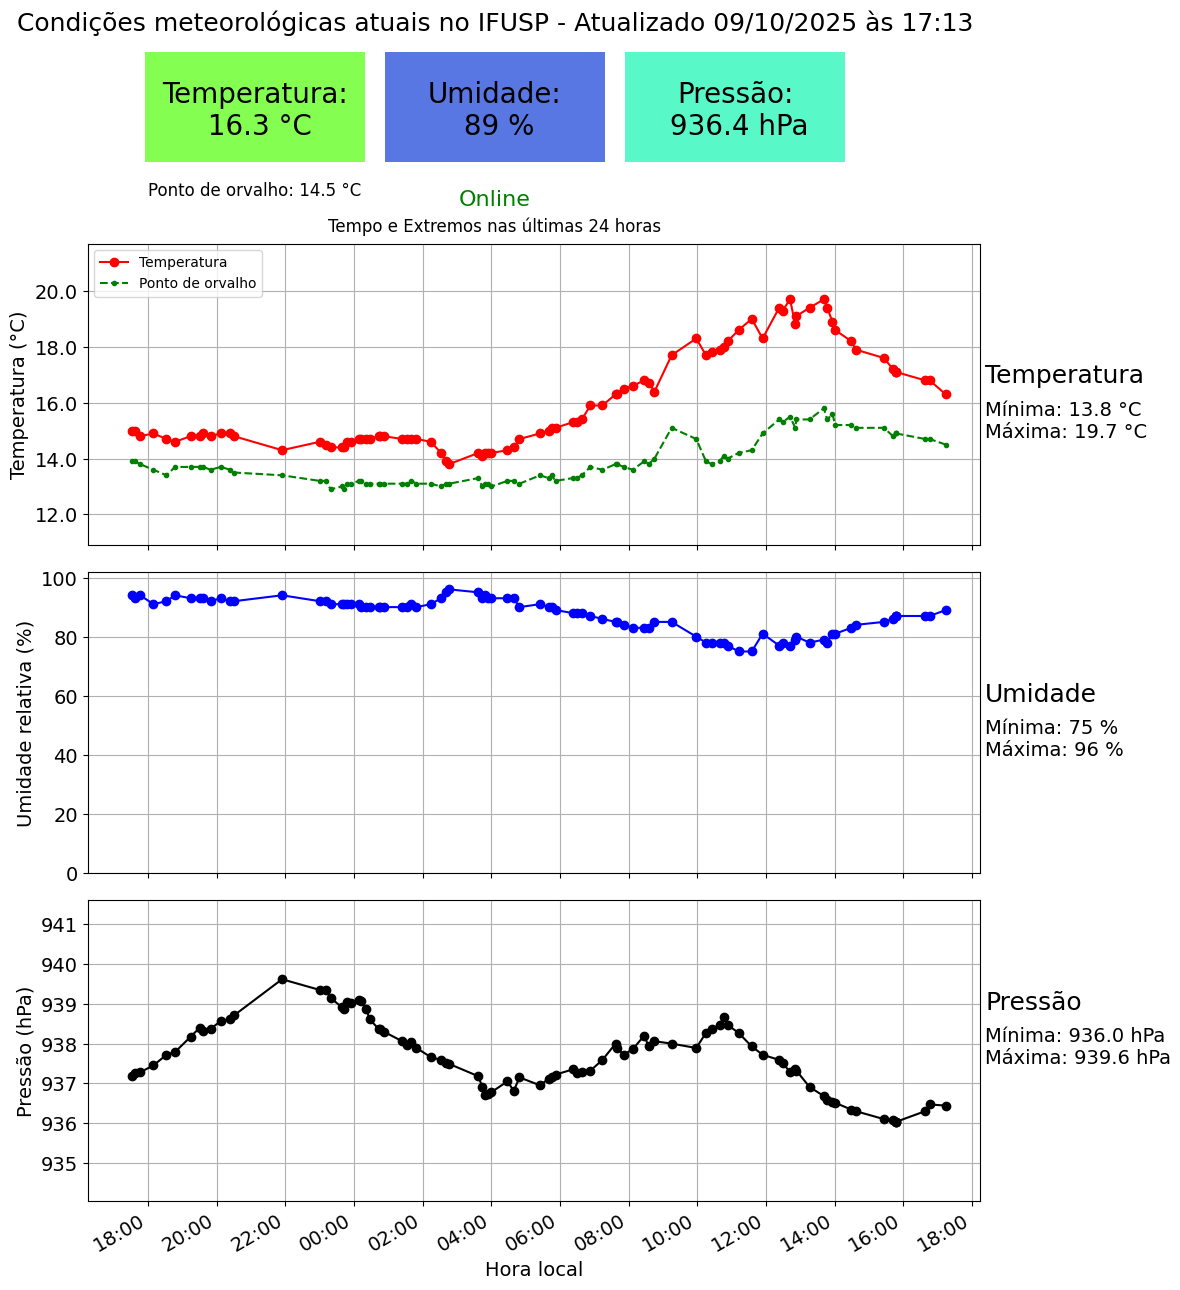 Condições meteorológicas atuais no IFUSP - Atualizado 09/10/2025 às 17:13
Temperatura:
16.3 °C
Umidade:
89 %
Pressão:
936.4 hPa
Ponto de orvalho: 14.5 °C
Online
Tempo e Extremos nas últimas 24 horas
Temperatura
Ponto de orvalho
Temperatura (°C)
20.0
18.0
16.0
14.0
12.0
Temperatura
Mínima: 13.8 °C
Máxima: 19.7 °C
Umidade relativa (%)
100
80
60
40
20
0
Umidade
Mínima: 75 %
Máxima: 96 %
Pressão (hPa)
941
940
939
938
937
936
935
Pressão
Mínima: 936.0 hPa
Máxima: 939.6 hPa
18:00
20:00
22:00
00:00
02:00
04:00
06:00
08:00
10:00
12:00
14:00
16:00
18:00
Hora local